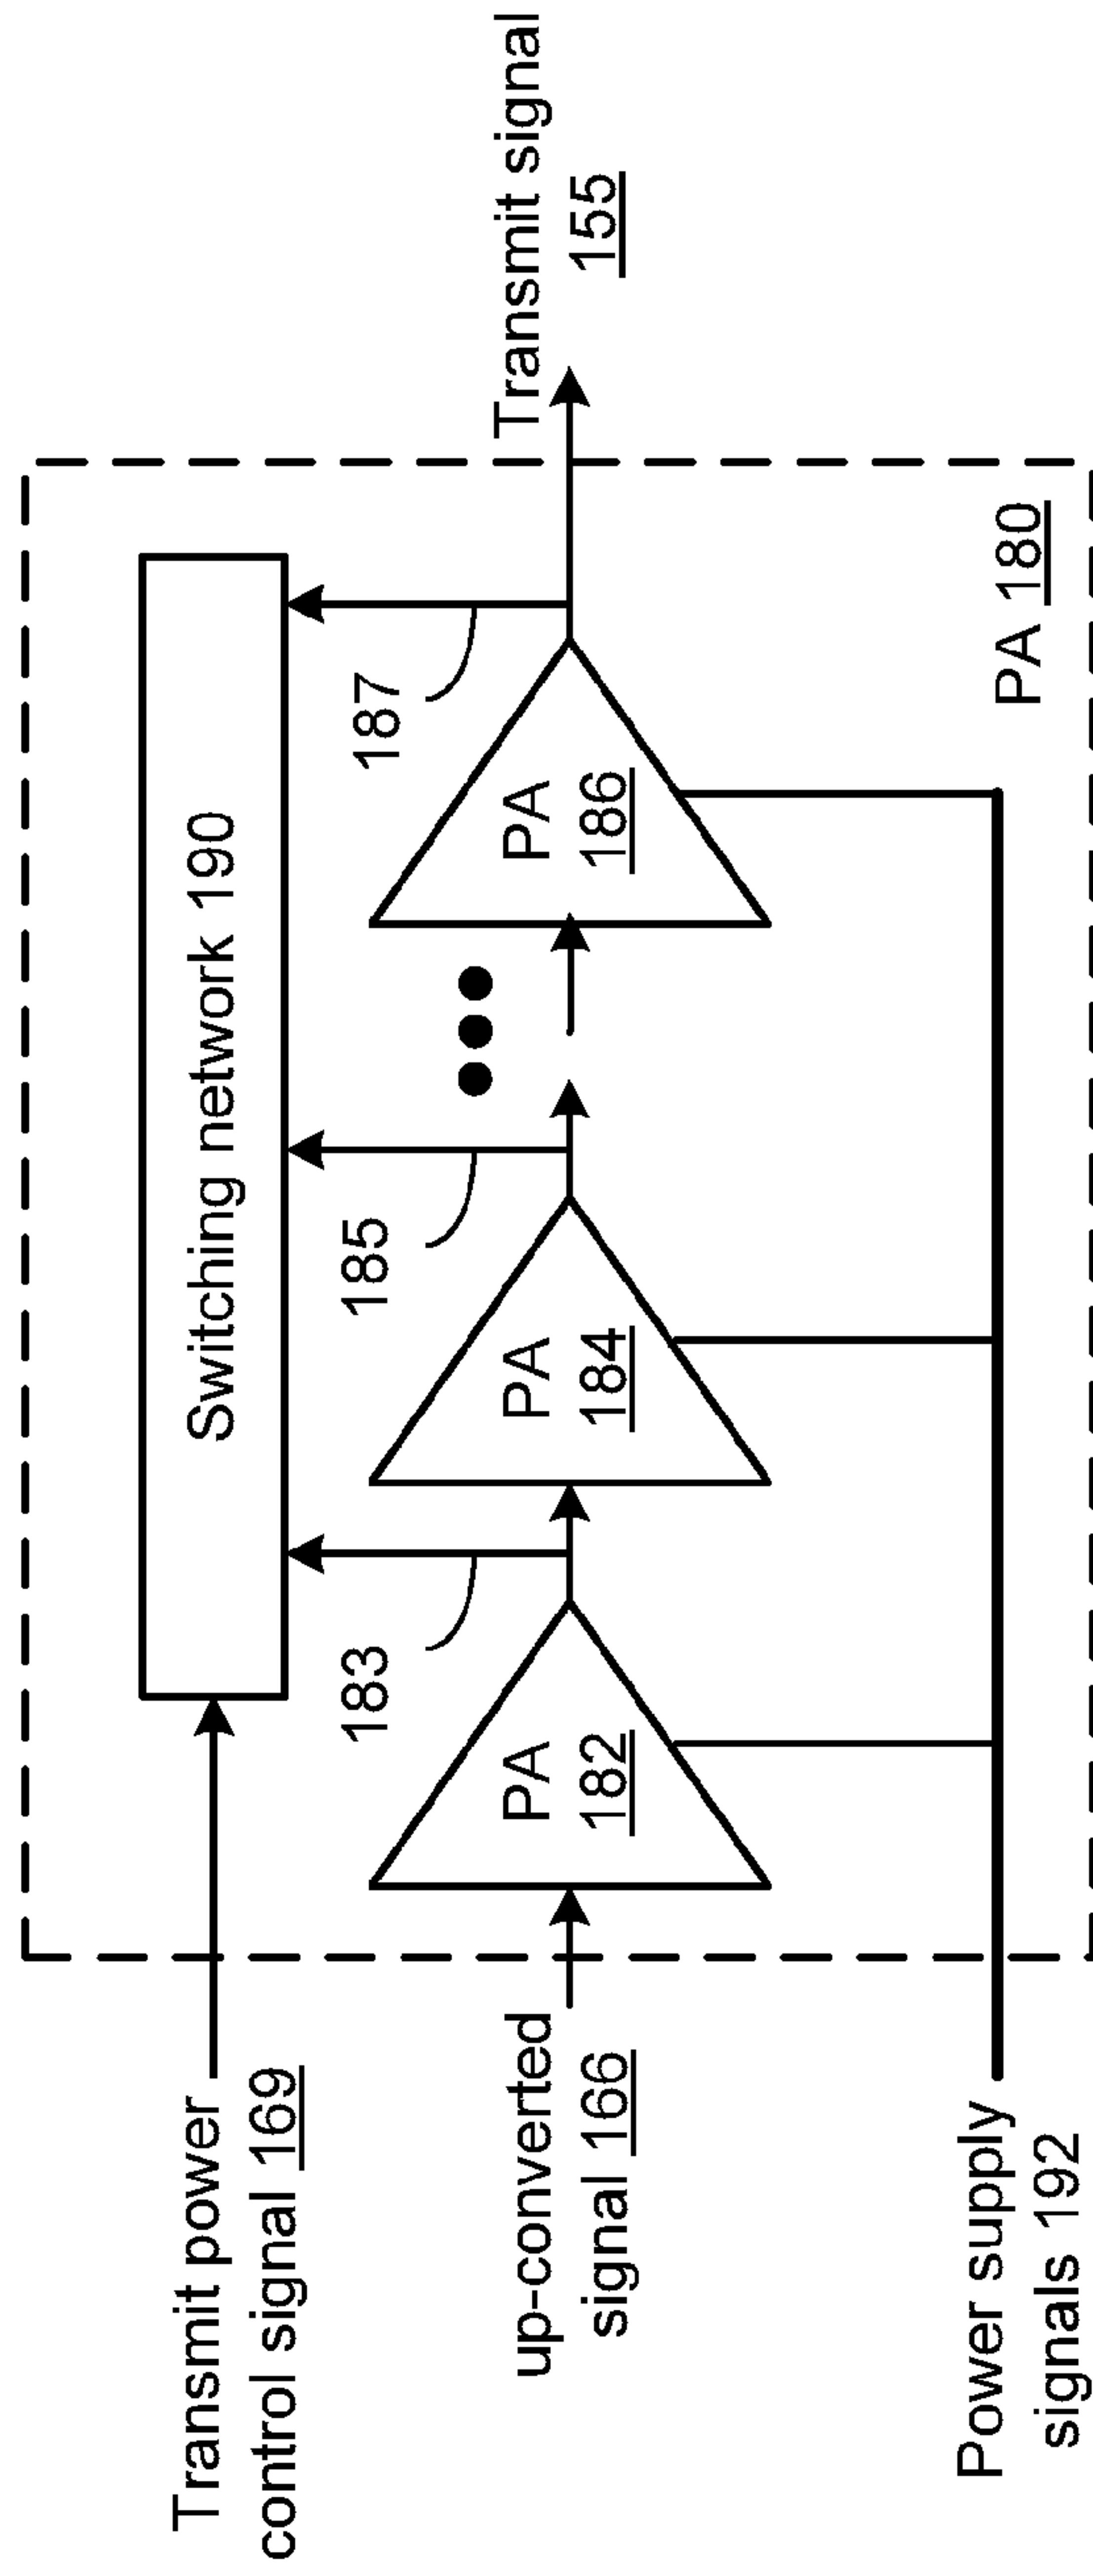 Transmit power
control signal 169
Switching network 190
183
185
187
up-converted
signal 166
PA
182
PA
184
PA
186
Transmit signal
155
Power supply
signals 192
PA 180